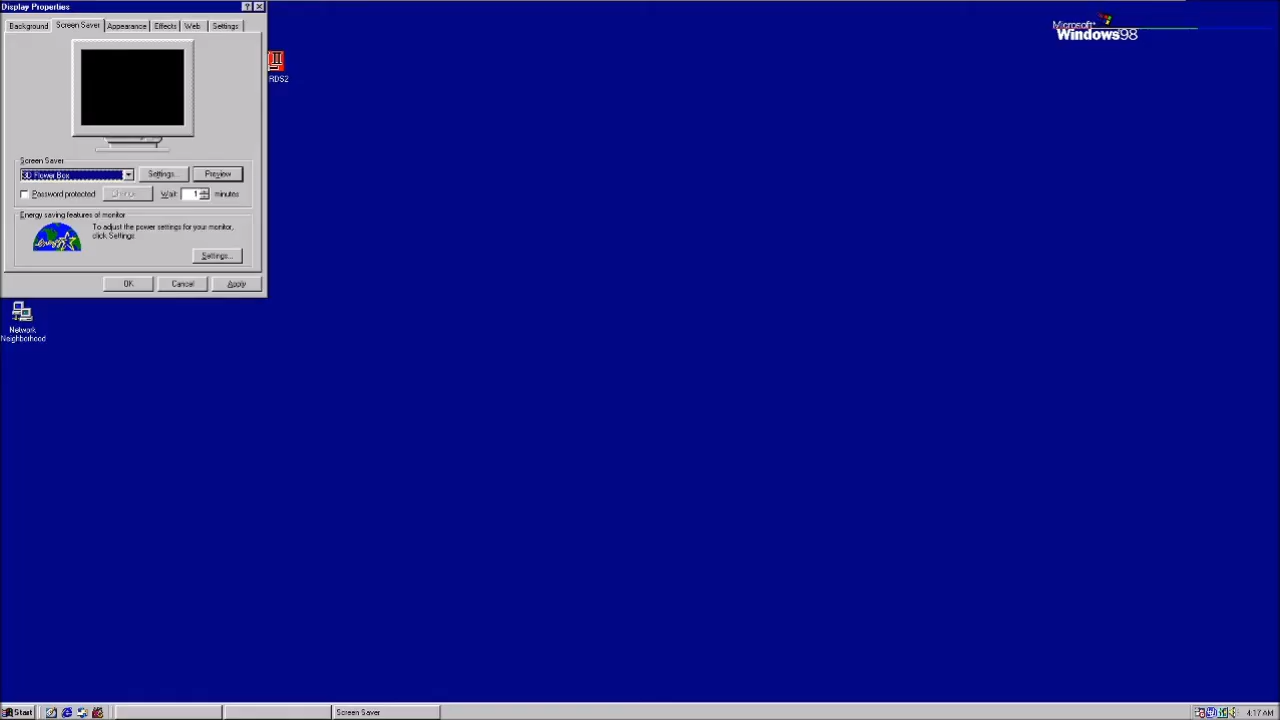 Display Properties
Background Screen Saver Appearance Effects Web Settings
Microsoft
Windows98
RDS2
Screen Saver
3D Flower Box Settings... Preview
Password protected Change... Wait: 1 minutes
Energy saving features of monitor
To adjust the power settings for your monitor,
click Settings.
Settings...
OK Cancel Apply
Network
Neighborhood
Start Screen Saver 4:17 AM